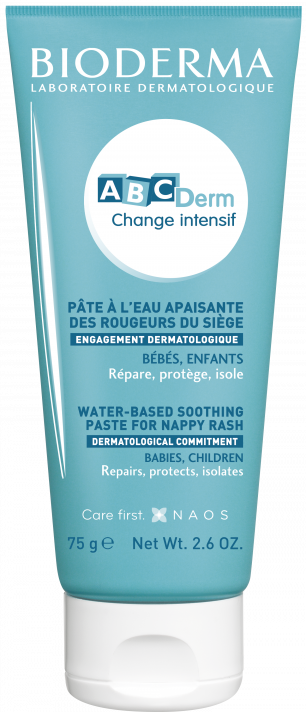 BIODERMA
LABORATOIRE DERMATOLOGIQUE
ABCDerm
Change intensif
PÂTE À L'EAU APAISANTE
DES ROUGEURS DU SIÈGE
ENGAGEMENT DERMATOLOGIQUE
BÉBÉS, ENFANTS
Répare, protège, isole
WATER-BASED SOOTHING
PASTE FOR NAPPY RASH
DERMATOLOGICAL COMMITMENT
BABIES, CHILDREN
Repairs, protects, isolates
Care first. NAOS
75 g ℮ Net Wt. 2.6 OZ.